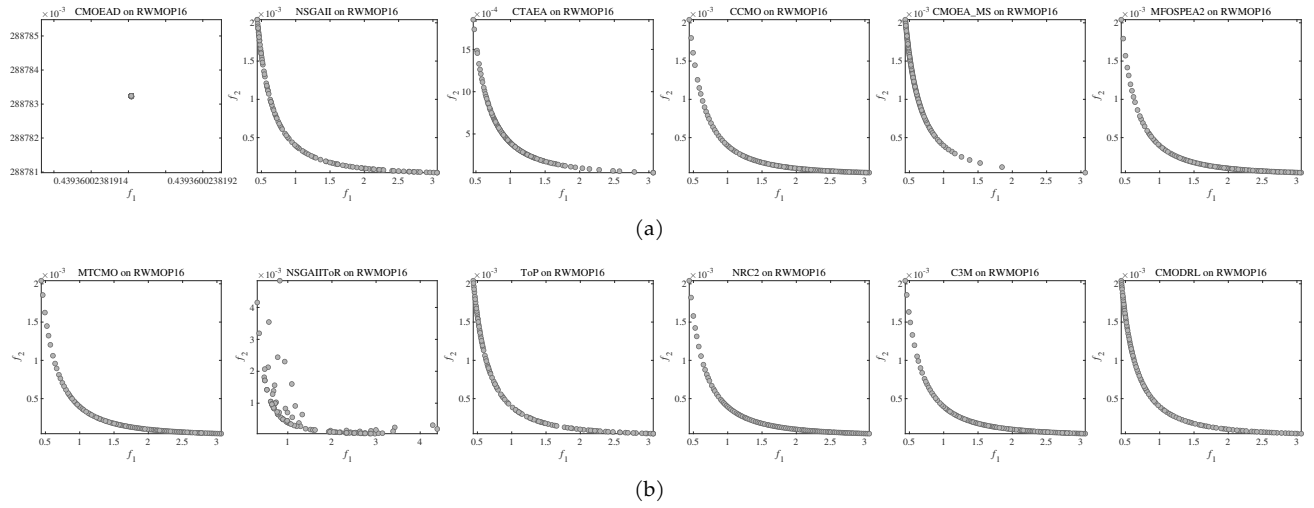 CMOEAD on RWMOP16
288785
288784
288783
288782
288781
0.43936002381914
0.4393600238192
f2
f1
NSGAII on RWMOP16
×10-3
2
1.5
1
0.5
0.5 1 1.5 2 2.5 3
f2
f1
CTAEA on RWMOP16
×10-4
15
10
5
0.5 1 1.5 2 2.5 3
f2
f1
CCMO on RWMOP16
×10-3
2
1.5
1
0.5
0.5 1 1.5 2 2.5 3
f2
f1
CMOEA_MS on RWMOP16
×10-3
2
1.5
1
0.5
0.5 1 1.5 2 2.5 3
f2
f1
MFOSPEA2 on RWMOP16
×10-3
2
1.5
1
0.5
0.5 1 1.5 2 2.5 3
f2
f1
(a)
MTCMO on RWMOP16
×10-3
2
1.5
1
0.5
0.5 1 1.5 2 2.5 3
f2
f1
NSGAIIToR on RWMOP16
×10-3
4
3
2
1
1 2 3 4
f2
f1
ToP on RWMOP16
×10-3
2
1.5
1
0.5
0.5 1 1.5 2 2.5 3
f2
f1
NRC2 on RWMOP16
×10-3
2
1.5
1
0.5
0.5 1 1.5 2 2.5 3
f2
f1
C3M on RWMOP16
×10-3
2
1.5
1
0.5
0.5 1 1.5 2 2.5 3
f2
f1
CMODRL on RWMOP16
×10-3
2
1.5
1
0.5
0.5 1 1.5 2 2.5 3
f2
f1
(b)